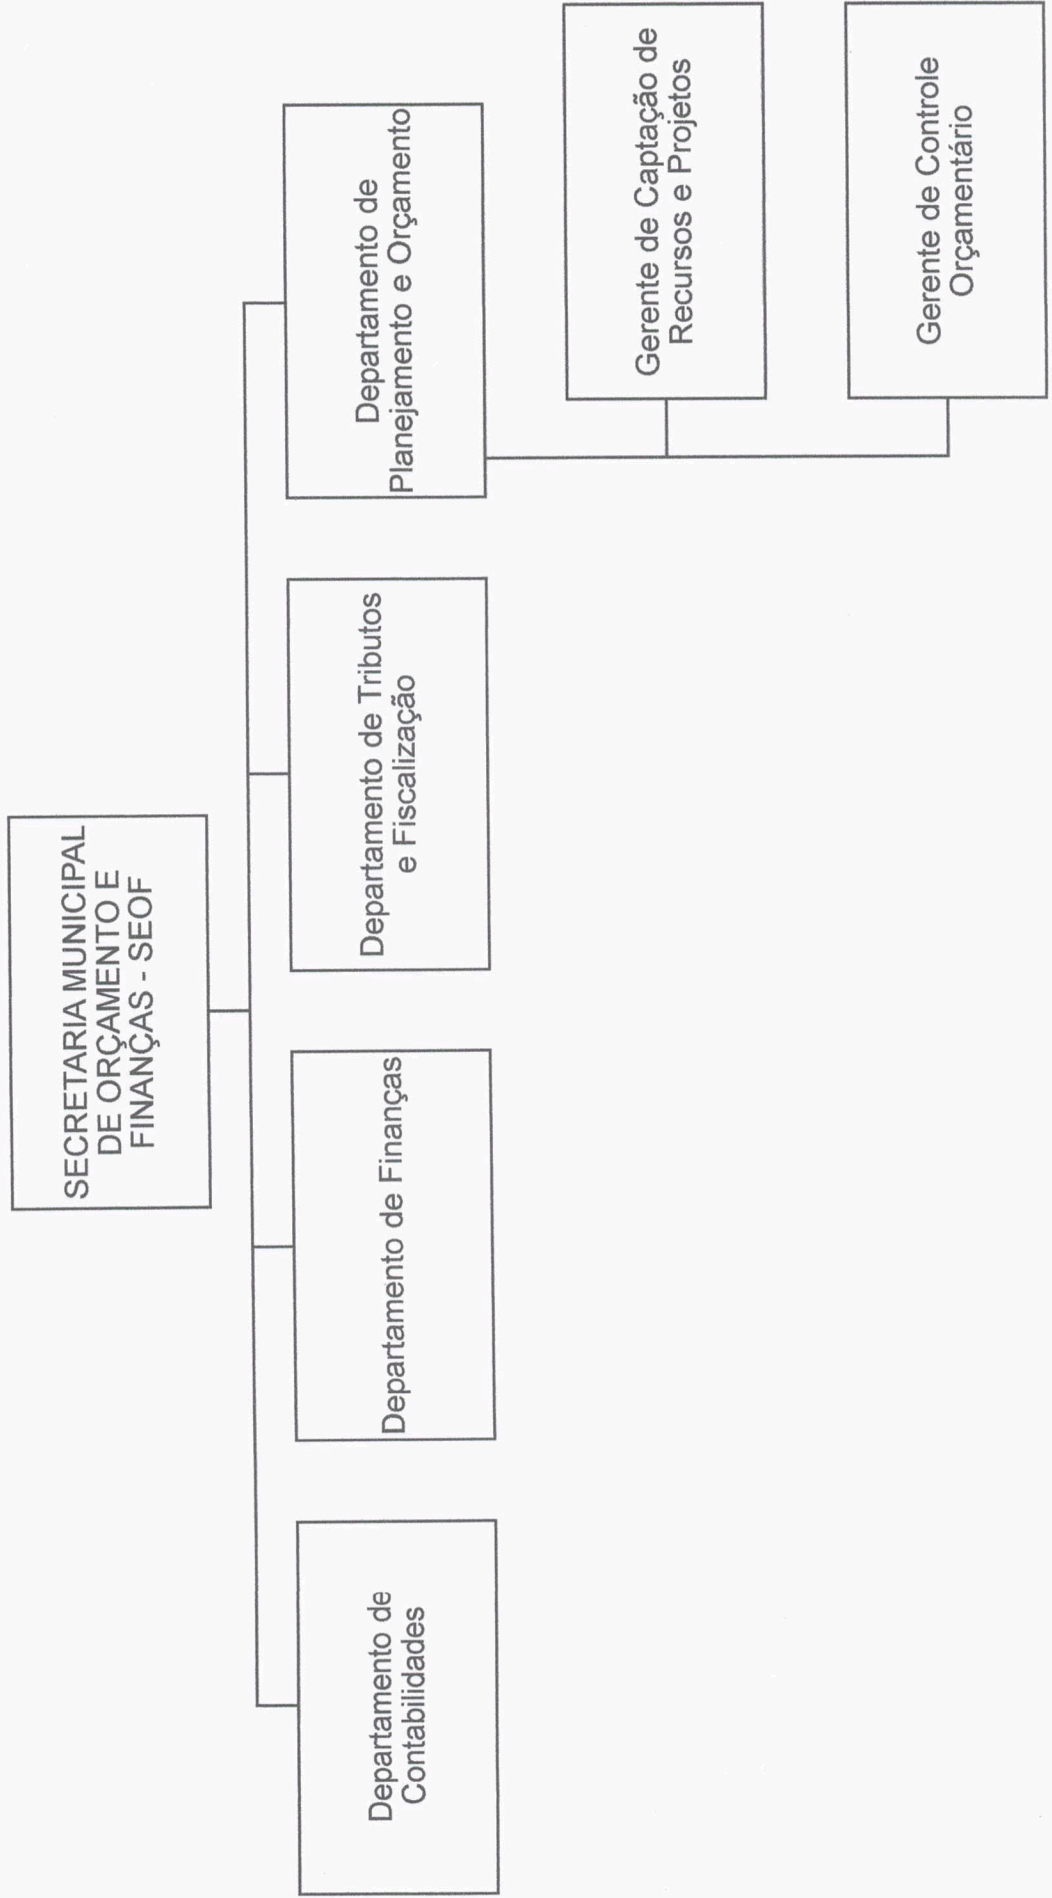 SECRETARIA MUNICIPAL
DE ORÇAMENTO E
FINANÇAS - SEOF
Departamento de
Contabilidades
Departamento de Finanças
Departamento de Tributos
e Fiscalização
Departamento de
Planejamento e Orçamento
Gerente de Captação de
Recursos e Projetos
Gerente de Controle
Orçamentário